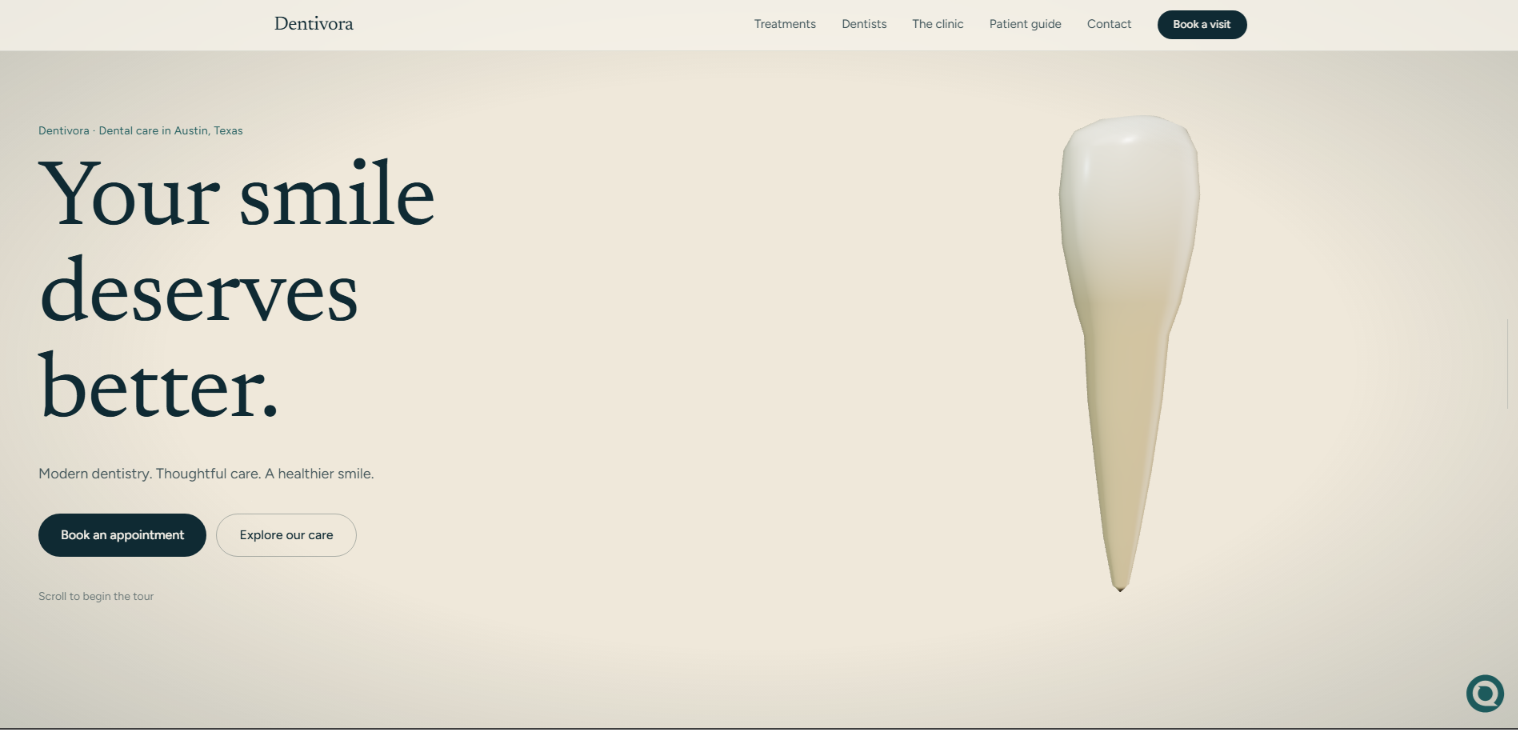 Dentivora
Treatments
Dentists
The clinic
Patient guide
Contact
Book a visit
Dentivora · Dental care in Austin, Texas
Your smile
deserves
better.
Modern dentistry. Thoughtful care. A healthier smile.
Book an appointment
Explore our care
Scroll to begin the tour